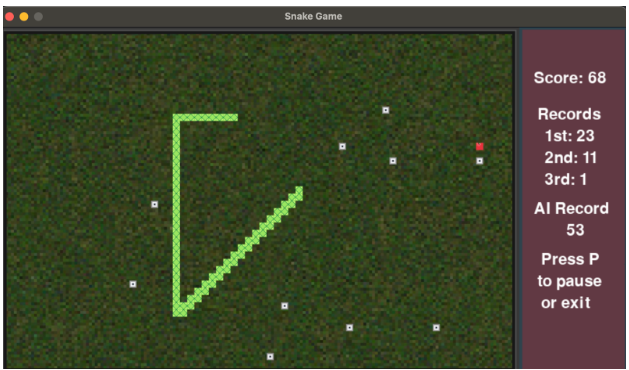 Snake Game
Score: 68
Records
1st: 23
2nd: 11
3rd: 1
AI Record
53
Press P
to pause
or exit